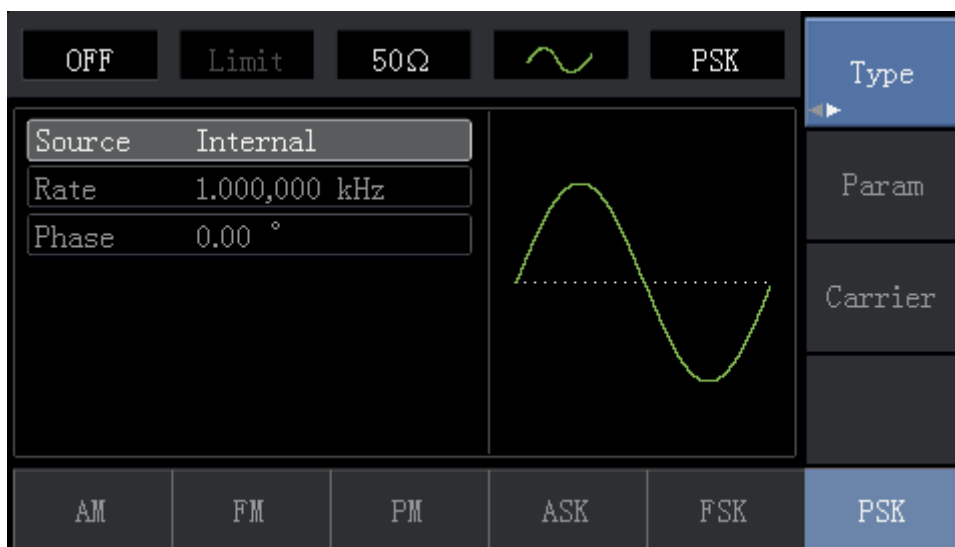 OFF Limit 50Ω PSK
Type
Source Internal
Rate 1.000,000 kHz
Phase 0.00 °
Param
Carrier
AM FM PM ASK FSK PSK